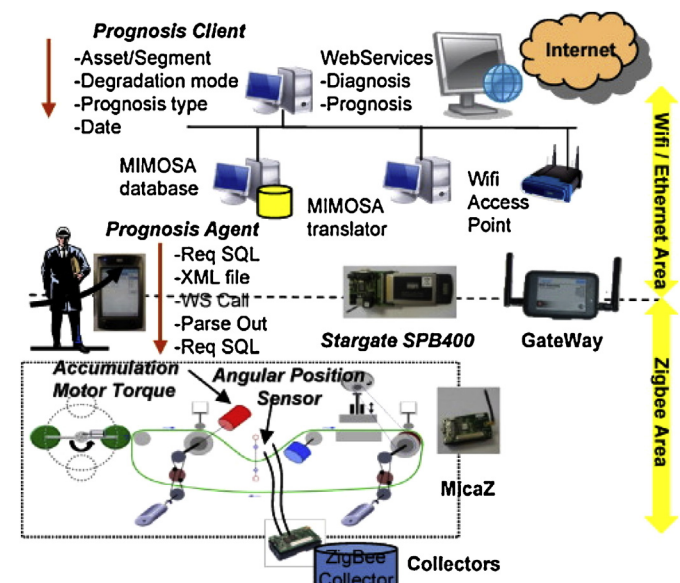 Prognosis Client
-Asset/Segment
-Degradation mode
-Prognosis type
-Date
WebServices
-Diagnosis
-Prognosis
Internet
Wifi / Ethernet Area
MIMOSA
database
MIMOSA
translator
Wifi
Access
Point
Prognosis Agent
-Req SQL
-XML file
-WS Call
-Parse Out
-Req SQL
Stargate SPB400
GateWay
Zigbee Area
Accumulation
Motor Torque
Angular Position
Sensor
MicaZ
ZigBee
Collector
Collectors